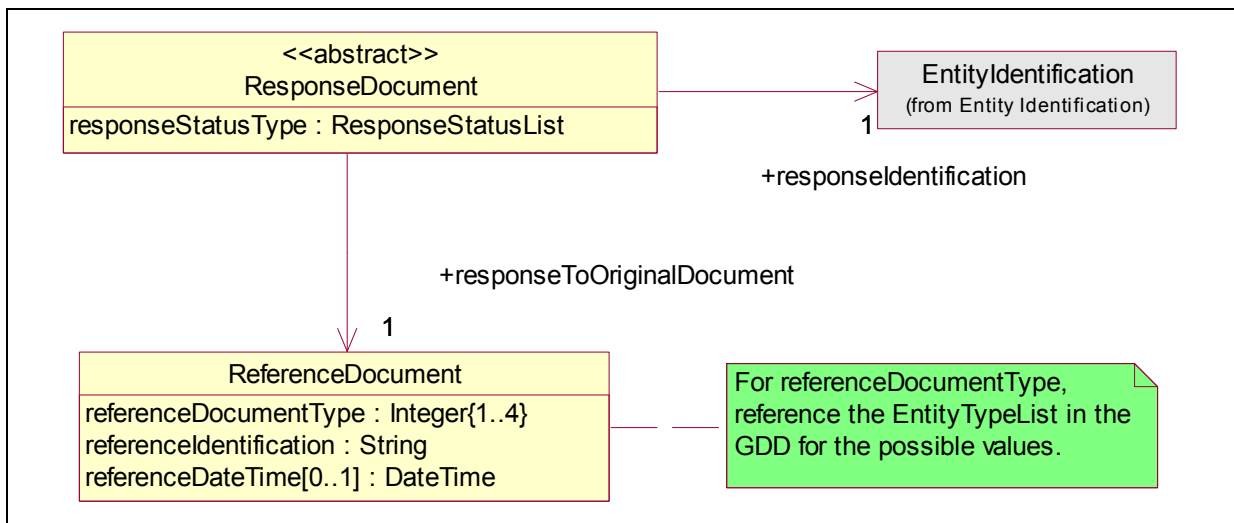 <<abstract>>
ResponseDocument
responseStatusType : ResponseStatusList
EntityIdentification
(from Entity Identification)
1
+responseIdentification
+responseToOriginalDocument
1
ReferenceDocument
referenceDocumentType : Integer{1..4}
referenceIdentification : String
referenceDateTime[0..1] : DateTime
For referenceDocumentType,
reference the EntityTypeList in the
GDD for the possible values.